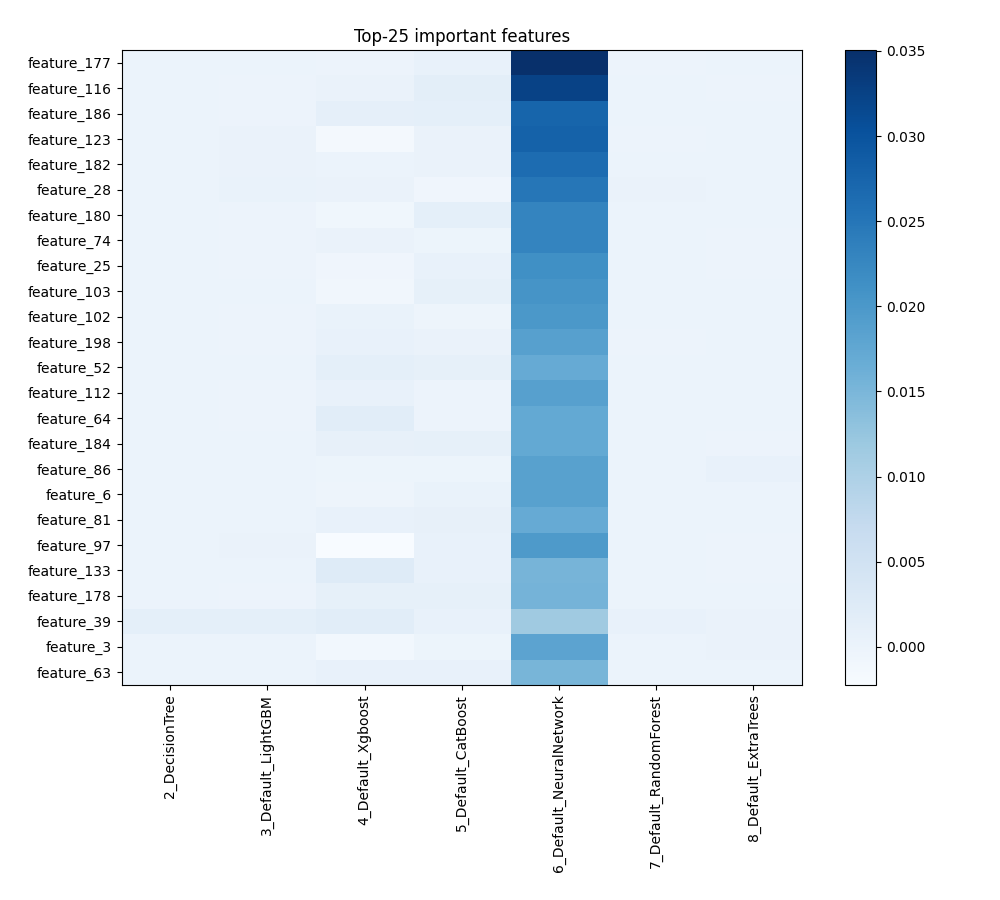 Top-25 important features
feature_177
feature_116
feature_186
feature_123
feature_182
feature_28
feature_180
feature_74
feature_25
feature_103
feature_102
feature_198
feature_52
feature_112
feature_64
feature_184
feature_86
feature_6
feature_81
feature_97
feature_133
feature_178
feature_39
feature_3
feature_63
2_DecisionTree
3_Default_LightGBM
4_Default_Xgboost
5_Default_CatBoost
6_Default_NeuralNetwork
7_Default_RandomForest
8_Default_ExtraTrees
0.035
0.030
0.025
0.020
0.015
0.010
0.005
0.000